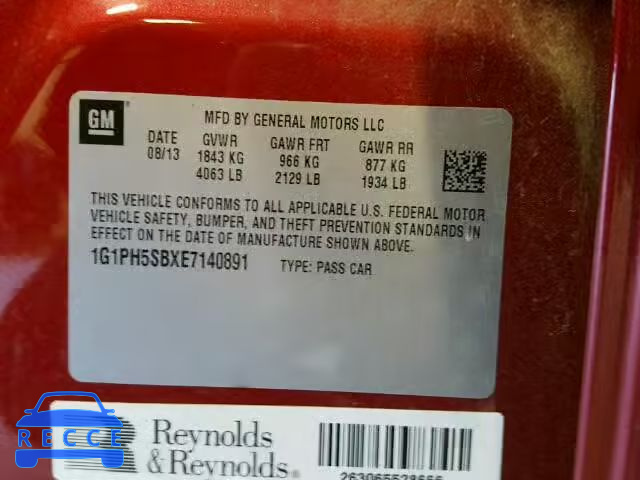 GM
MFD BY GENERAL MOTORS LLC
DATE GVWR GAWR FRT GAWR RR
08/13 1843 KG 966 KG 877 KG
4063 LB 2129 LB 1934 LB
THIS VEHICLE CONFORMS TO ALL APPLICABLE U.S. FEDERAL MOTOR
VEHICLE SAFETY, BUMPER, AND THEFT PREVENTION STANDARDS IN
EFFECT ON THE DATE OF MANUFACTURE SHOWN ABOVE.
1G1PH5SBXE7140891 TYPE: PASS CAR
RECCE
Reynolds
& Reynolds®